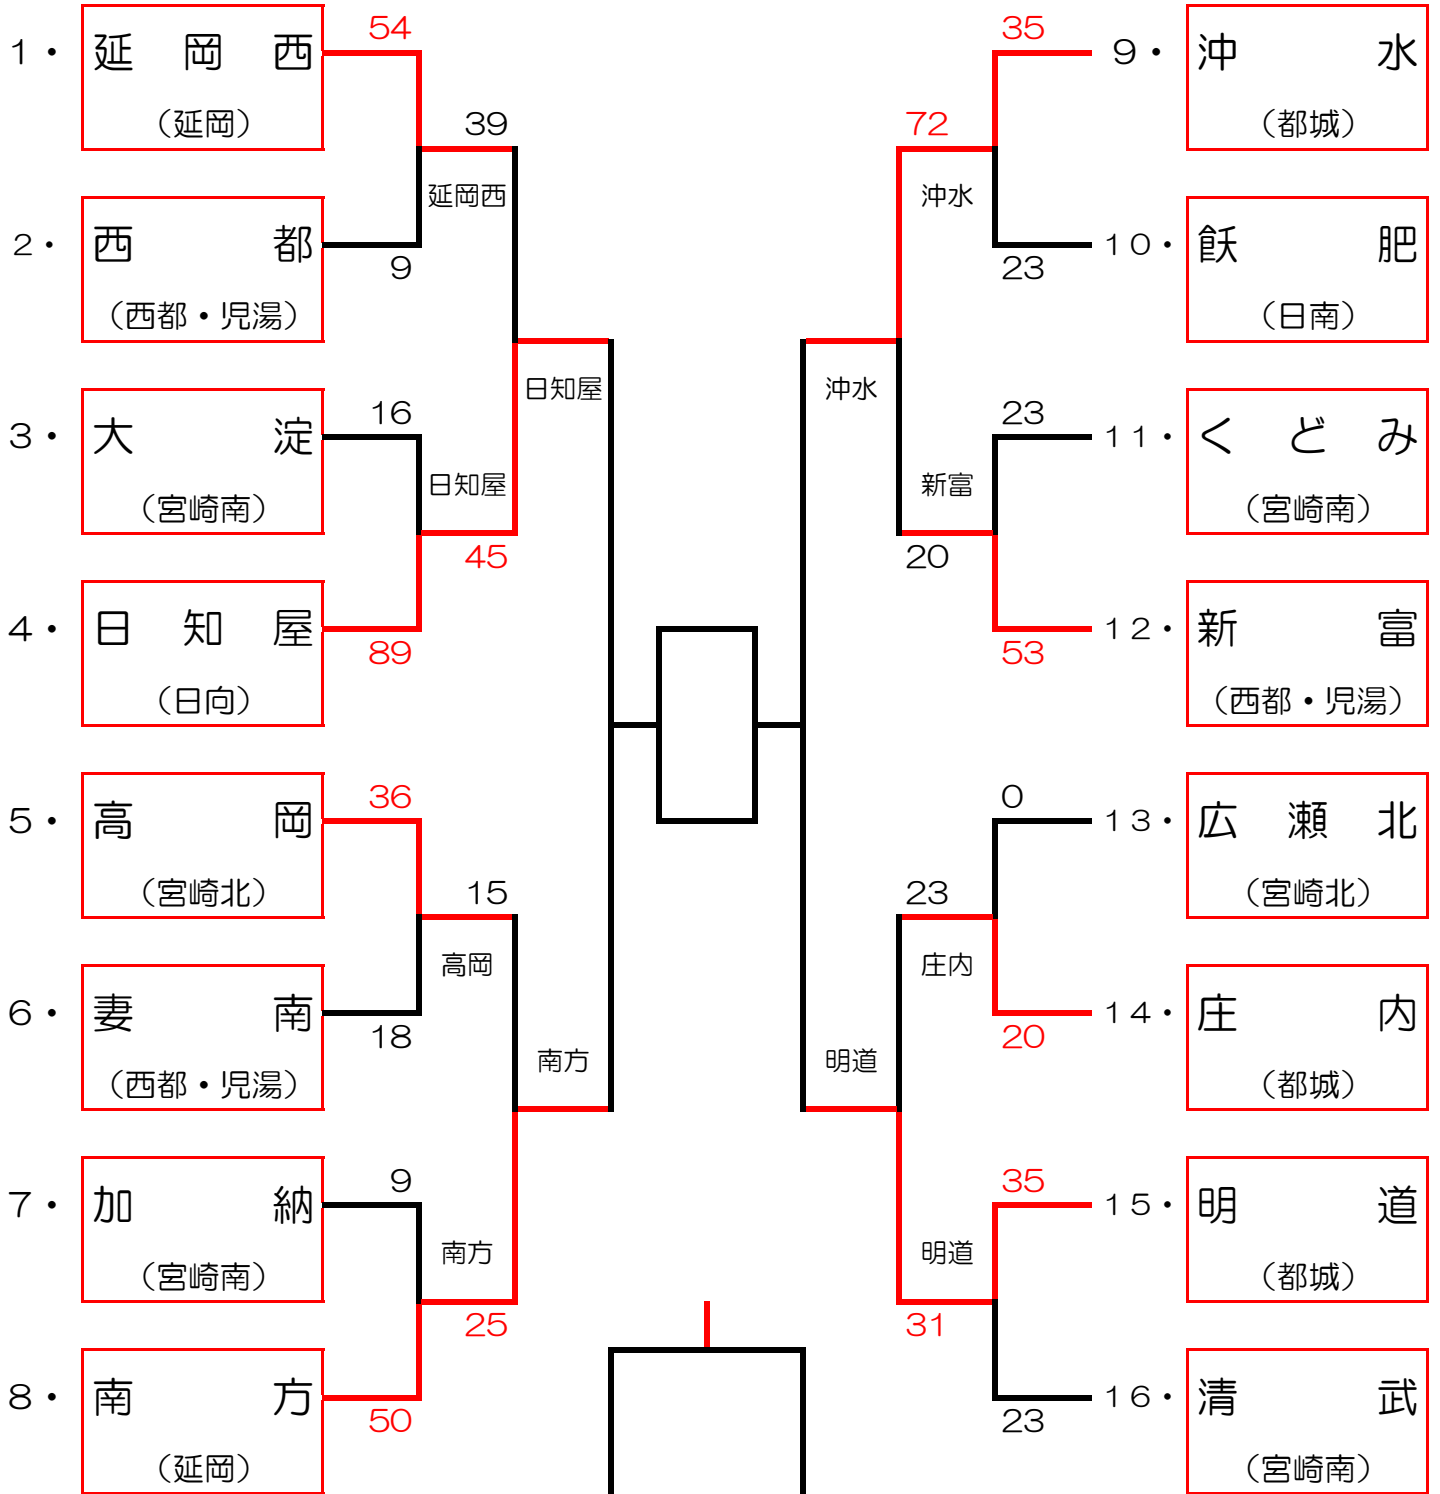 1・ 延岡西 54
(延岡)
39
延岡西
2・ 西都 9
(西都・児湯)
日知屋
3・ 大淀 16
(宮崎南)
日知屋
45
4・ 日知屋 89
(日向)
5・ 高岡 36
(宮崎北)
15
高岡
6・ 妻南 18
(西都・児湯)
南方
7・ 加納 9
(宮崎南)
南方
25
8・ 南方 50
(延岡)
35 9・ 沖水
(都城)
72
沖水
23 10・ 飫肥
(日南)
沖水
23 11・ くどみ
(宮崎南)
新富
20
53 12・ 新富
(西都・児湯)
0 13・ 広瀬北
(宮崎北)
23
庄内
20 14・ 庄内
(都城)
明道
35 15・ 明道
(都城)
明道
31
23 16・ 清武
(宮崎南)